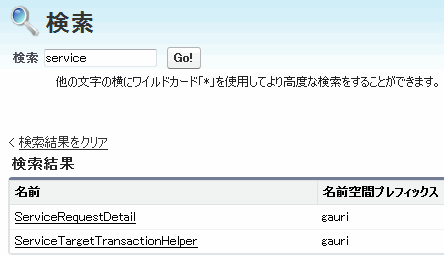 検索
検索 service Go!
他の文字の横にワイルドカード「*」を使用してより高度な検索をすることができます。
< 検索結果をクリア
検索結果
名前 名前空間プレフィックス
ServiceRequestDetail gauri
ServiceTargetTransactionHelper gauri